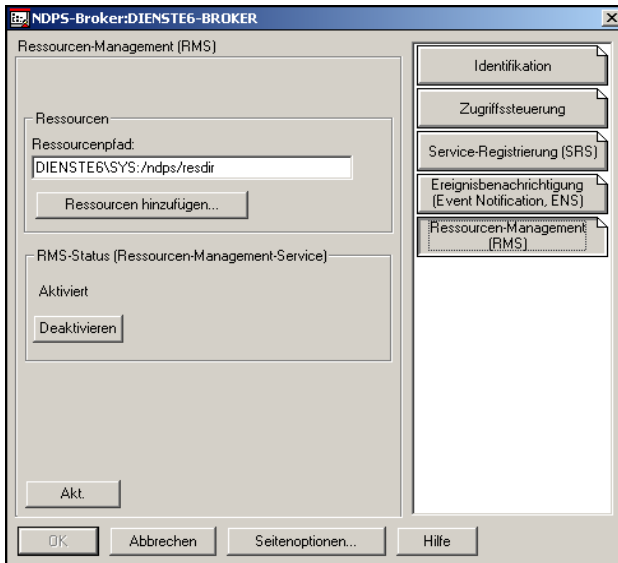 NDPS-Broker:DIENSTE6-BROKER
Ressourcen-Management (RMS)
Ressourcen
Ressourcenpfad:
DIENSTE6\SYS:/ndps/resdir
Ressourcen hinzufügen...
RMS-Status (Ressourcen-Management-Service)
Aktiviert
Deaktivieren
Akt.
Identifikation
Zugriffssteuerung
Service-Registrierung (SRS)
Ereignisbenachrichtigung
(Event Notification, ENS)
Ressourcen-Management
(RMS)
OK
Abbrechen
Seitenoptionen...
Hilfe